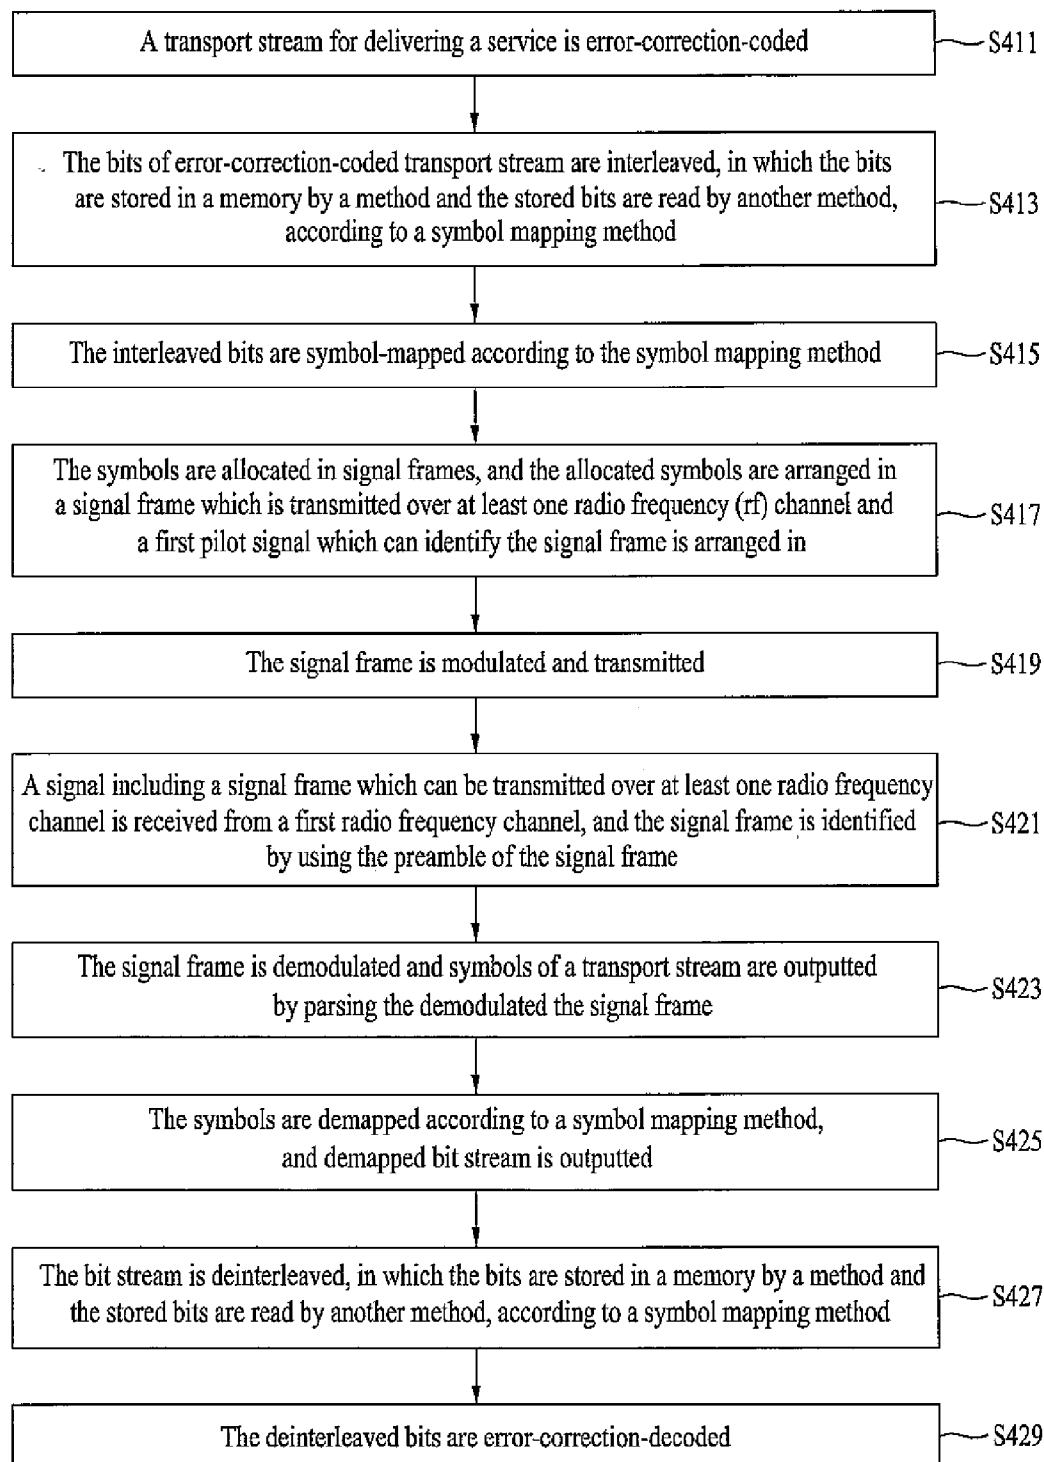 A transport stream for delivering a service is error-correction-coded
S411
The bits of error-correction-coded transport stream are interleaved, in which the bits
are stored in a memory by a method and the stored bits are read by another method,
according to a symbol mapping method
S413
The interleaved bits are symbol-mapped according to the symbol mapping method
S415
The symbols are allocated in signal frames, and the allocated symbols are arranged in
a signal frame which is transmitted over at least one radio frequency (rf) channel and
a first pilot signal which can identify the signal frame is arranged in
S417
The signal frame is modulated and transmitted
S419
A signal including a signal frame which can be transmitted over at least one radio frequency
channel is received from a first radio frequency channel, and the signal frame is identified
by using the preamble of the signal frame
S421
The signal frame is demodulated and symbols of a transport stream are outputted
by parsing the demodulated the signal frame
S423
The symbols are demapped according to a symbol mapping method,
and demapped bit stream is outputted
S425
The bit stream is deinterleaved, in which the bits are stored in a memory by a method and
the stored bits are read by another method, according to a symbol mapping method
S427
The deinterleaved bits are error-correction-decoded
S429